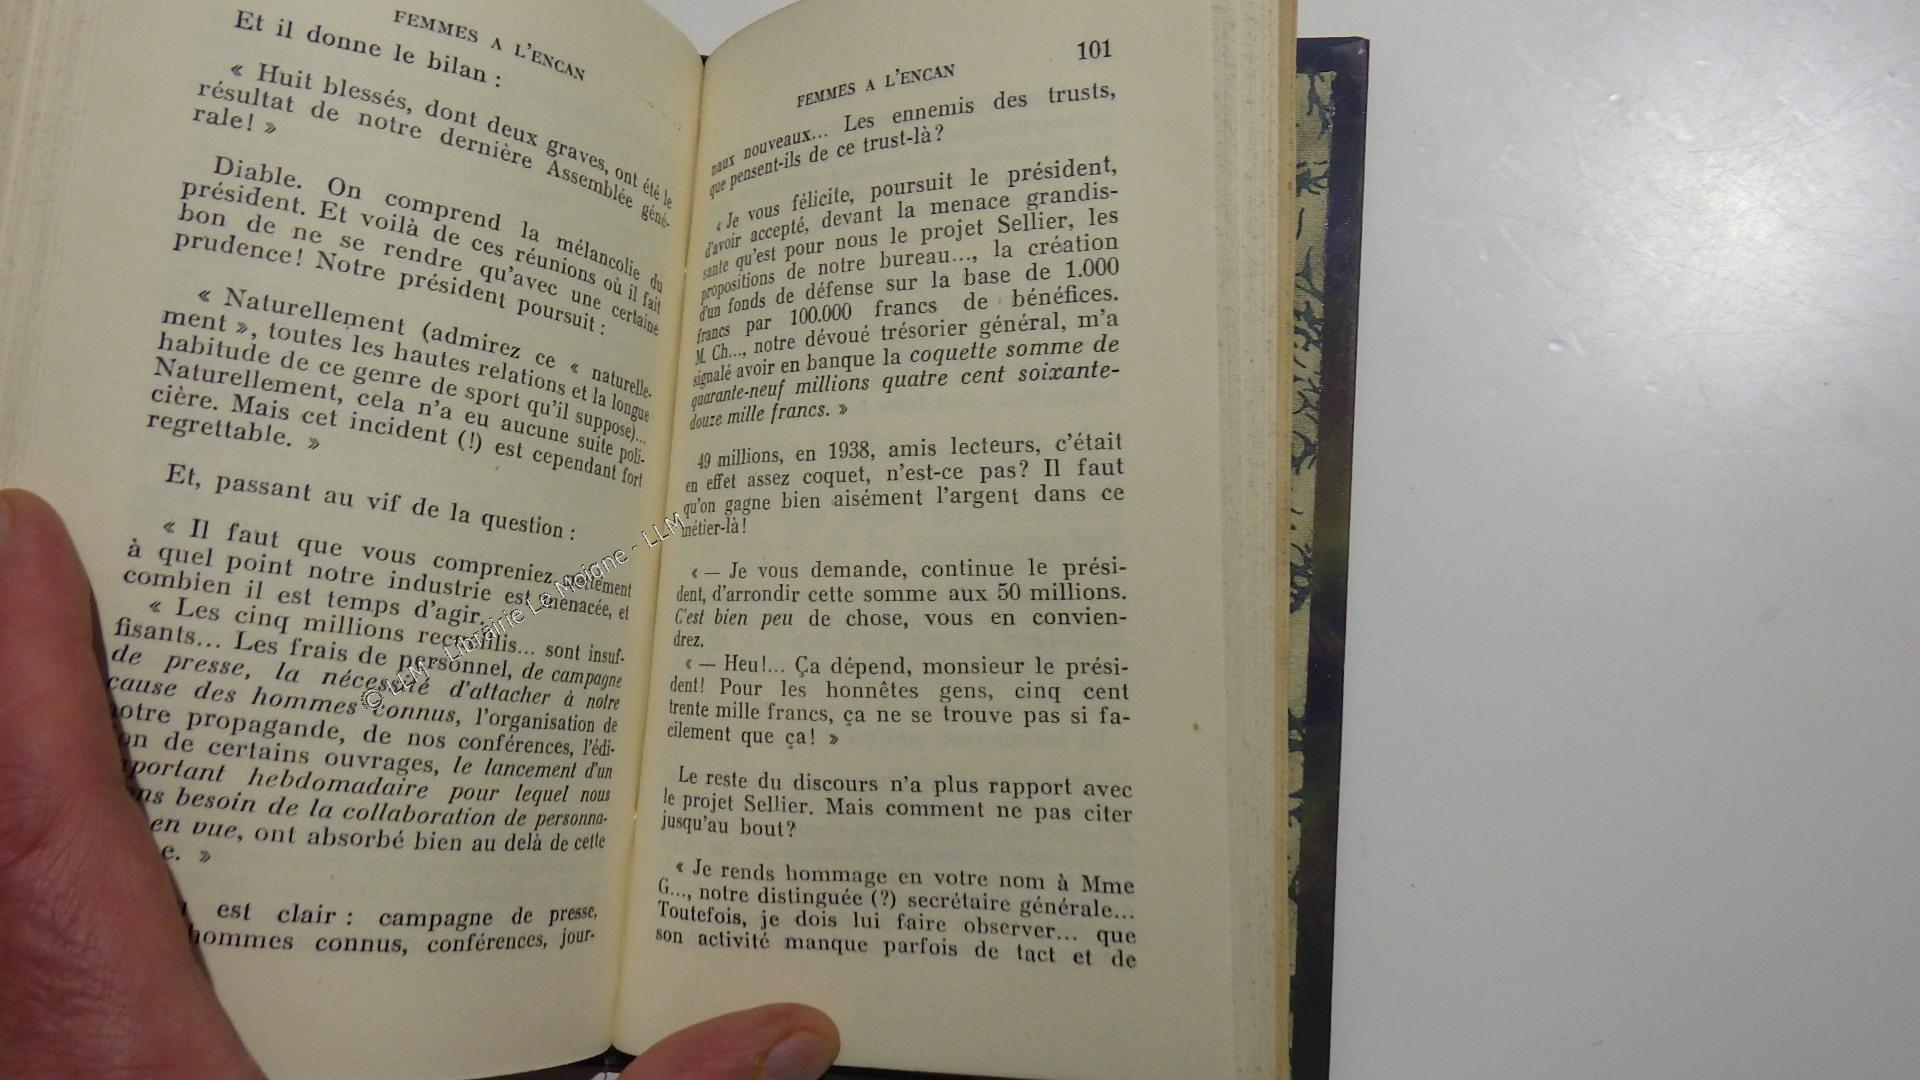 FEMMES A L'ENCAN
Et il donne le bilan :
« Huit blessés, dont deux graves, ont été le
résultat de notre dernière Assemblée géné-
rale! »
Diable. On comprend la mélancolie du
président. Et voilà de ces réunions où il fait
bon de ne se rendre qu'avec une certaine
prudence! Notre président poursuit :
« Naturellement (admirez ce « naturelle-
ment », toutes les hautes relations et la longue
habitude de ce genre de sport qu'il suppose)...
Naturellement, cela n'a eu aucune suite poli-
cière. Mais cet incident (!) est cependant fort
regrettable. »
Et, passant au vif de la question :
« Il faut que vous compreniez
à quel point notre industrie est menacée, et
combien il est temps d'agir.
« Les cinq millions recueillis... sont insuf-
fisants... Les frais de personnel, de campagne
de presse, la nécessité d'attacher à notre
cause des hommes connus, l'organisation de
notre propagande, de nos conférences, l'édi-
on de certains ouvrages, le lancement d'un
portant hebdomadaire pour lequel nous
ns besoin de la collaboration de personna-
en vue, ont absorbé bien au delà de cette
e. »
est clair : campagne de presse,
hommes connus, conférences, jour-
101
FEMMES A L'ENCAN
naux nouveaux... Les ennemis des trusts,
que pensent-ils de ce trust-là?
« Je vous félicite, poursuit le président,
d'avoir accepté, devant la menace grandis-
sante qu'est pour nous le projet Sellier, les
propositions de notre bureau..., la création
d'un fonds de défense sur la base de 1.000
francs par 100.000 francs de bénéfices.
M. Ch..., notre dévoué trésorier général, m'a
signalé avoir en banque la coquette somme de
quarante-neuf millions quatre cent soixante-
douze mille francs. »
49 millions, en 1938, amis lecteurs, c'était
en effet assez coquet, n'est-ce pas? Il faut
qu'on gagne bien aisément l'argent dans ce
métier-là!
« — Je vous demande, continue le prési-
dent, d'arrondir cette somme aux 50 millions.
C'est bien peu de chose, vous en convien-
drez.
« — Heu!... Ça dépend, monsieur le prési-
dent! Pour les honnêtes gens, cinq cent
trente mille francs, ça ne se trouve pas si fa-
cilement que ça! »
Le reste du discours n'a plus rapport avec
le projet Sellier. Mais comment ne pas citer
jusqu'au bout?
« Je rends hommage en votre nom à Mme
G..., notre distinguée (?) secrétaire générale...
Toutefois, je dois lui faire observer... que
son activité manque parfois de tact et de
© LLM - Librairie Le Moigne - LLM